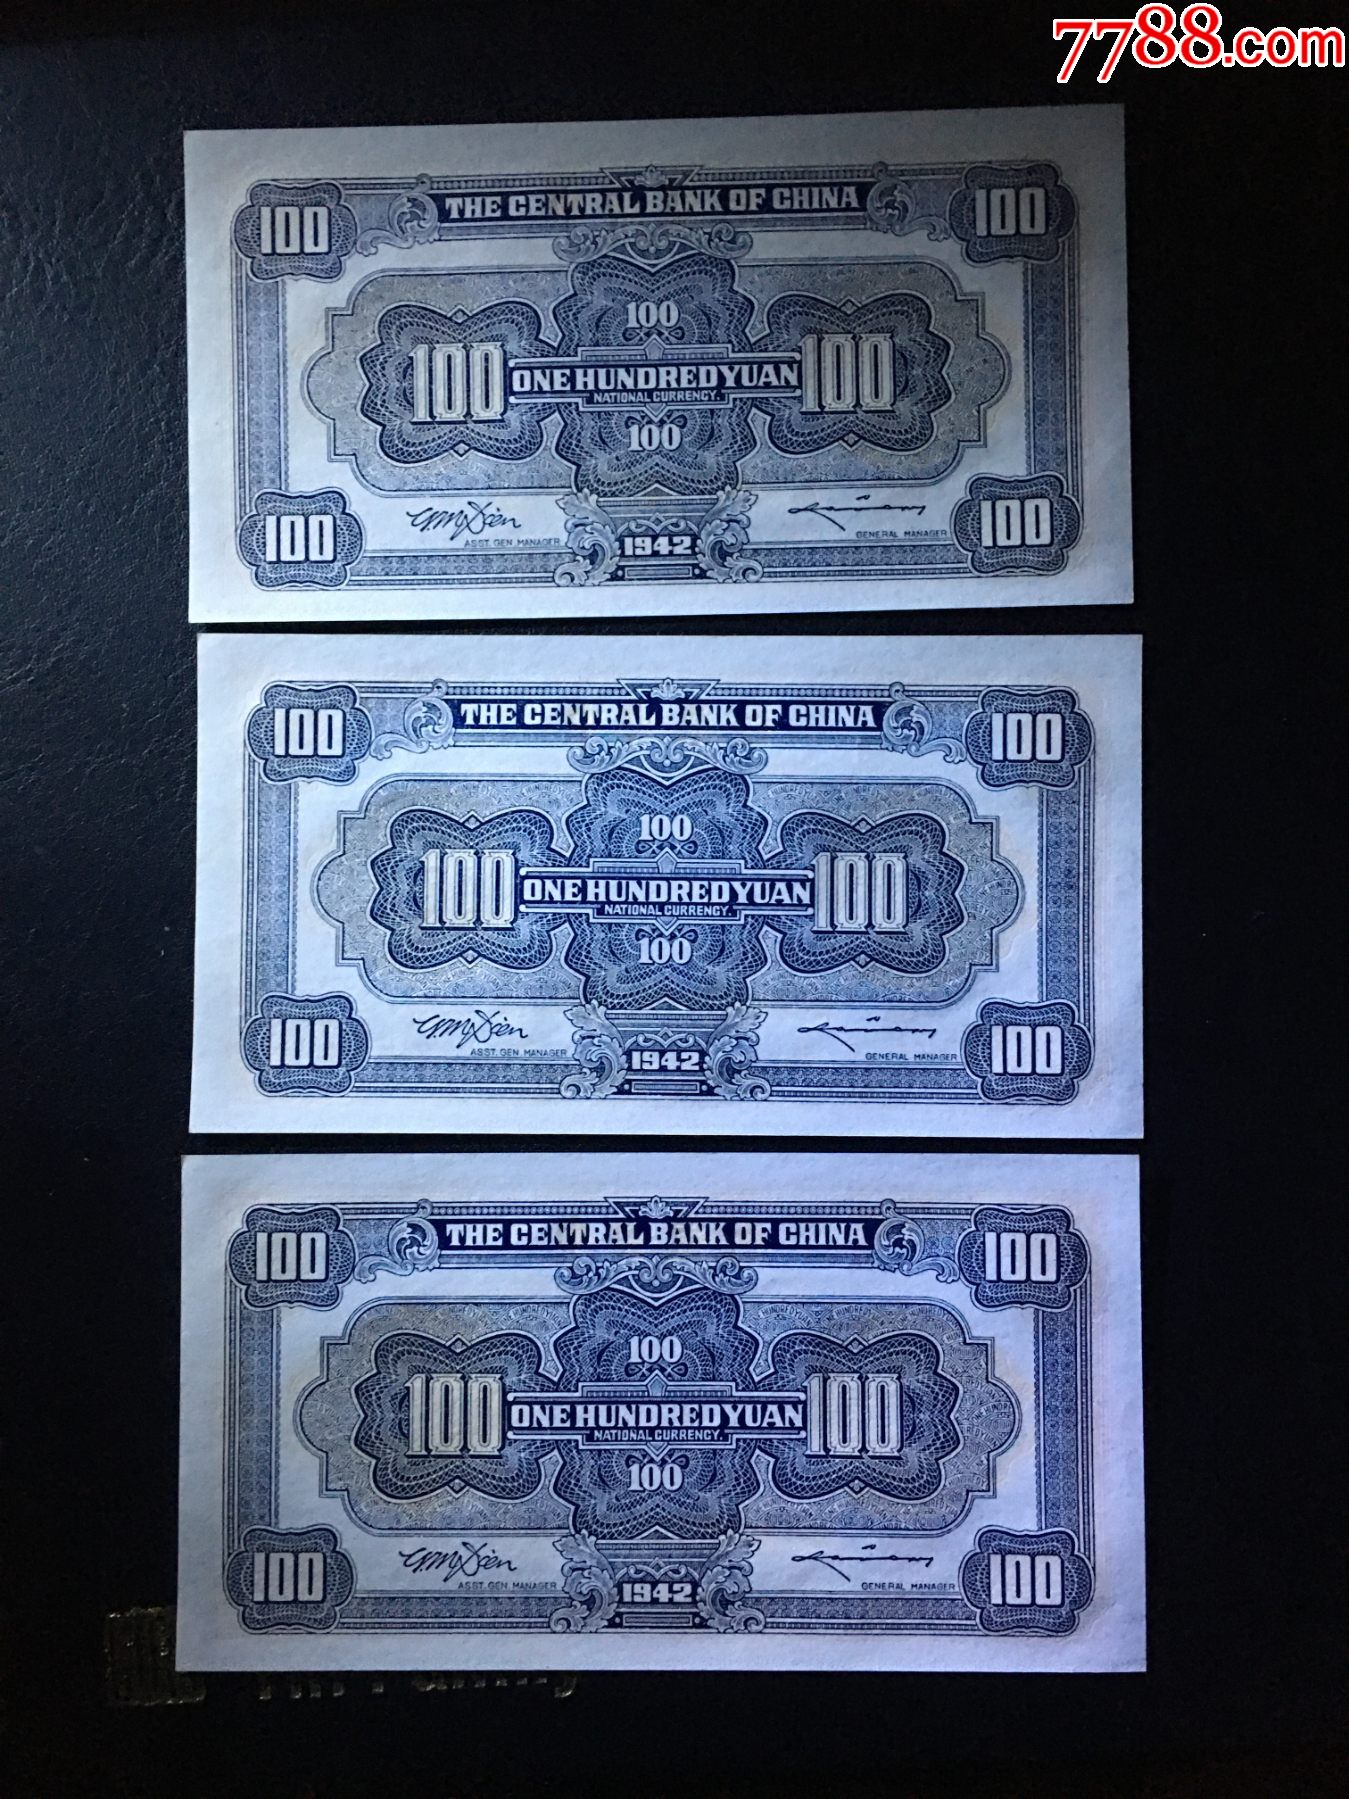 7788.com
THE CENTRAL BANK OF CHINA
100 100
100
100 ONE HUNDRED YUAN 100
NATIONAL CURRENCY.
100
ASST. GEN. MANAGER GENERAL MANAGER
100 1942 100
THE CENTRAL BANK OF CHINA
100 100
100
100 ONE HUNDRED YUAN 100
NATIONAL CURRENCY.
100
ASST. GEN. MANAGER GENERAL MANAGER
100 1942 100
THE CENTRAL BANK OF CHINA
100 100
100
100 ONE HUNDRED YUAN 100
NATIONAL CURRENCY.
100
ASST. GEN. MANAGER GENERAL MANAGER
100 1942 100